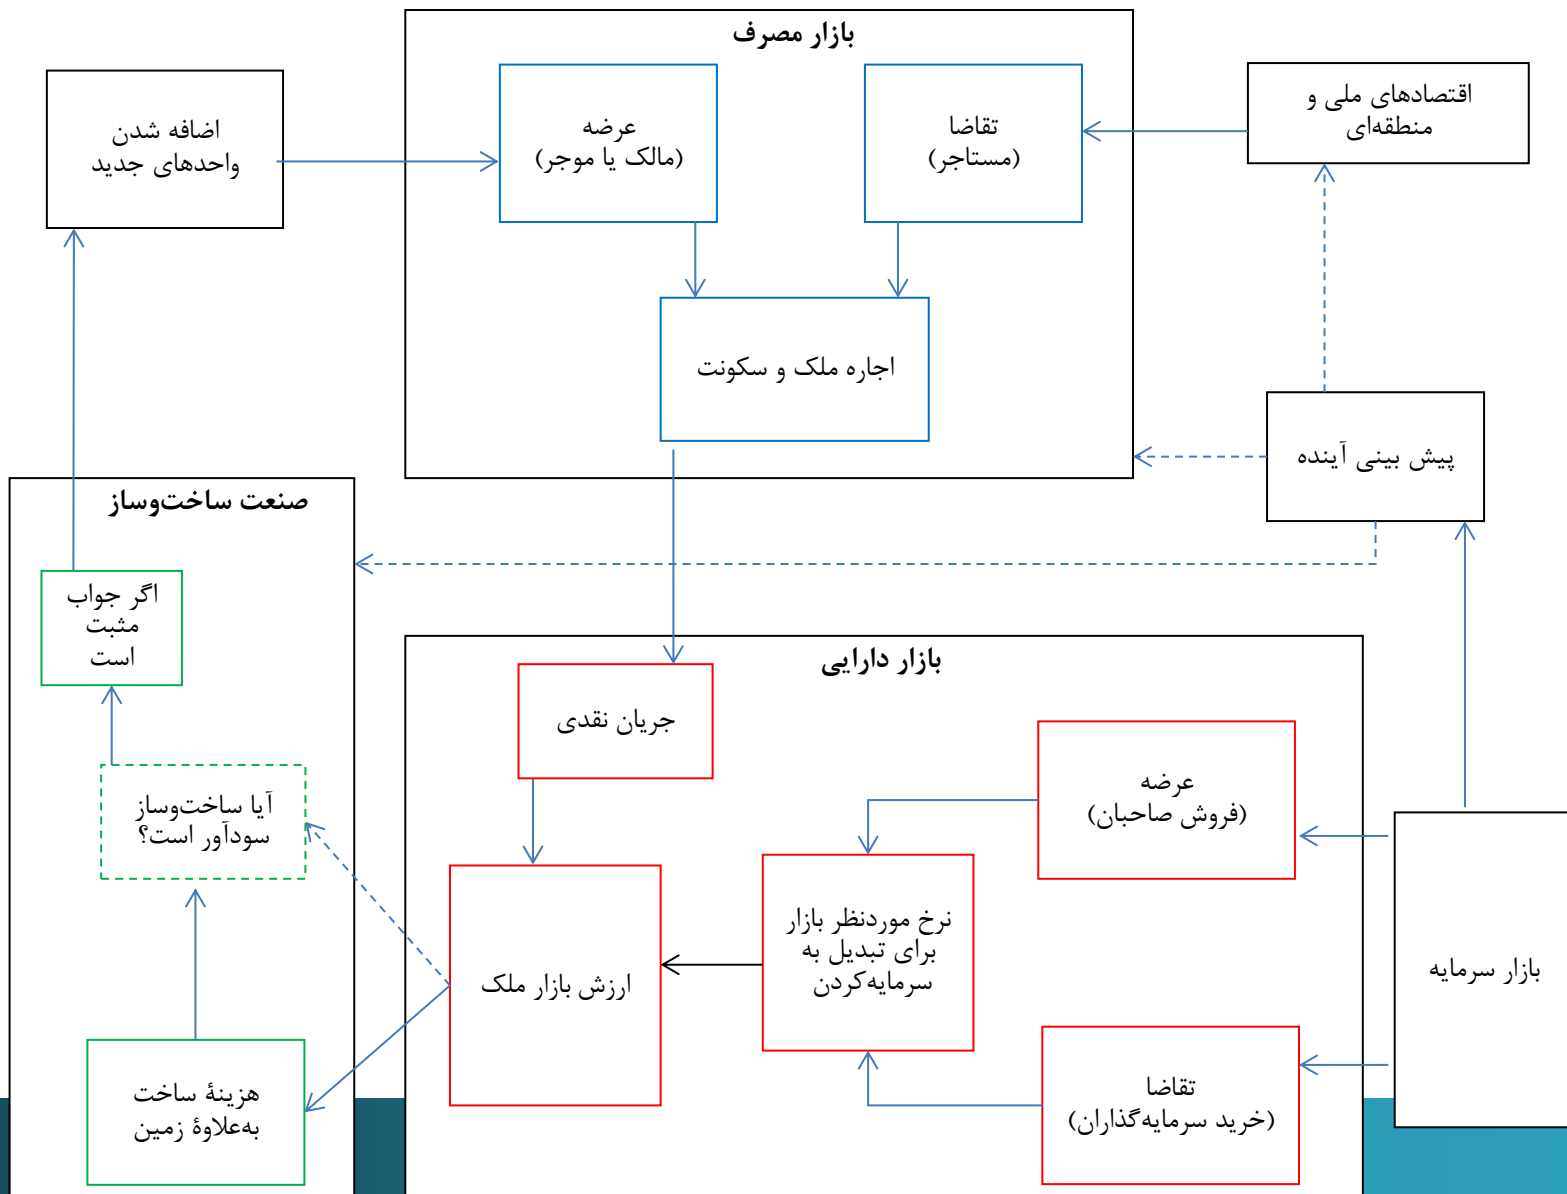 بازار مصرف
اقتصادهای ملی و
منطقه‌ای
تقاضا
(مستاجر)
عرضه
(مالک یا موجر)
اضافه شدن
واحدهای جدید
اجاره ملک و سکونت
پیش بینی آینده
صنعت ساخت‌وساز
اگر جواب
مثبت
است
آیا ساخت‌وساز
سودآور است؟
هزینهٔ ساخت
به‌علاوهٔ زمین
بازار دارایی
جریان نقدی
عرضه
(فروش صاحبان)
نرخ موردنظر بازار
برای تبدیل به
سرمایه‌کردن
ارزش بازار ملک
تقاضا
(خرید سرمایه‌گذاران)
بازار سرمایه